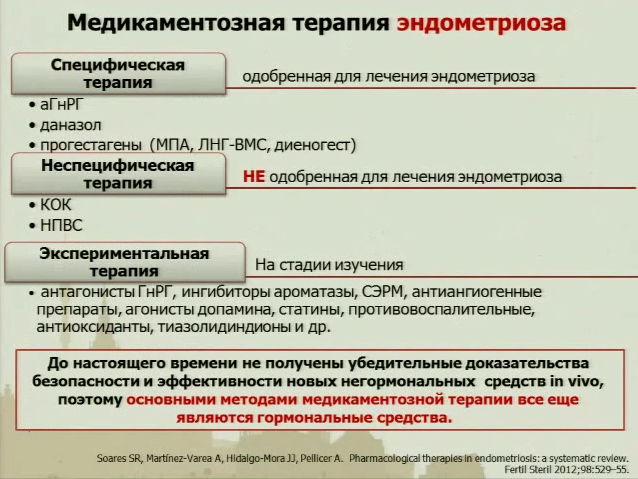 Медикаментозная терапия эндометриоза
Специфическая
терапия
одобренная для лечения эндометриоза
• аГнРГ
• даназол
• прогестагены (МПА, ЛНГ-ВМС, диеногест)
Неспецифическая
терапия
НЕ одобренная для лечения эндометриоза
• КОК
• НПВС
Экспериментальная
терапия
На стадии изучения
• антагонисты ГнРГ, ингибиторы ароматазы, СЭРМ, антиангиогенные
препараты, агонисты допамина, статины, противовоспалительные,
антиоксиданты, тиазолидиндионы и др.
До настоящего времени не получены убедительные доказательства
безопасности и эффективности новых негормональных средств in vivo,
поэтому основными методами медикаментозной терапии все еще
являются гормональные средства.
Soares SR, Martínez-Varea A, Hidalgo-Mora JJ, Pellicer A. Pharmacological therapies in endometriosis: a systematic review.
Fertil Steril 2012;98:529–55.